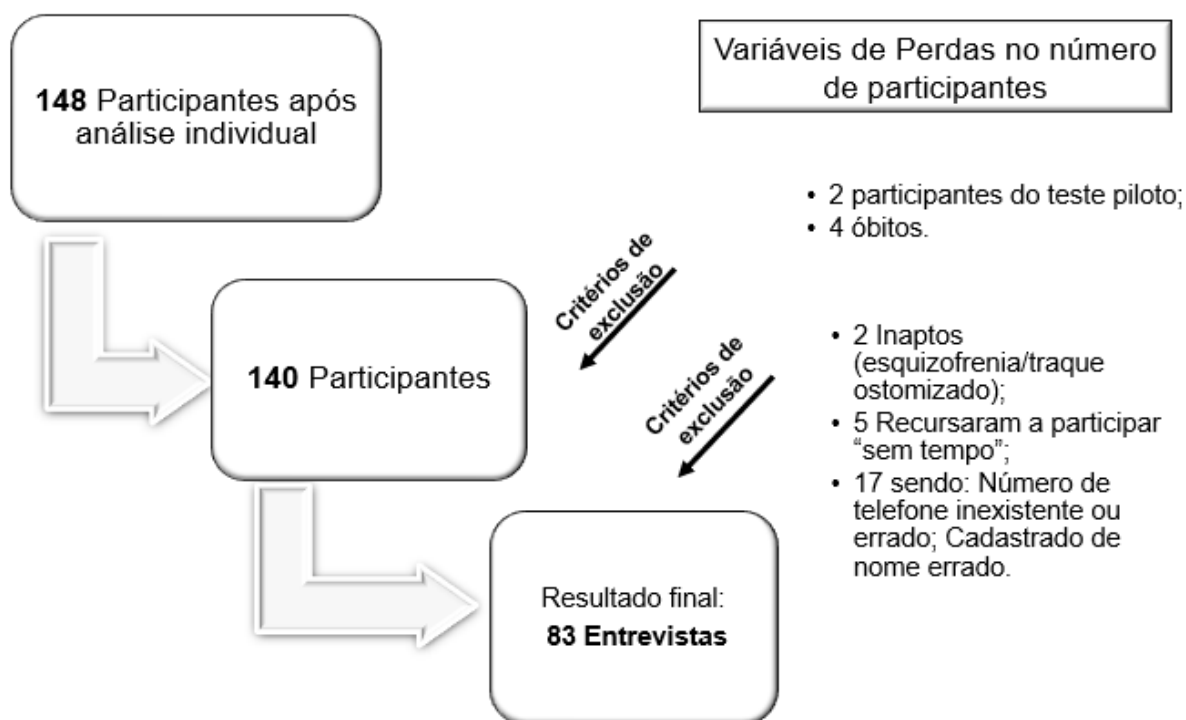 148 Participantes após
análise individual
Variáveis de Perdas no número
de participantes
• 2 participantes do teste piloto;
• 4 óbitos.
Critérios de
exclusão
140 Participantes
Critérios de
exclusão
• 2 Inaptos
(esquizofrenia/traque
ostomizado);
• 5 Recursaram a participar
“sem tempo”;
• 17 sendo: Número de
telefone inexistente ou
errado; Cadastrado de
nome errado.
Resultado final:
83 Entrevistas